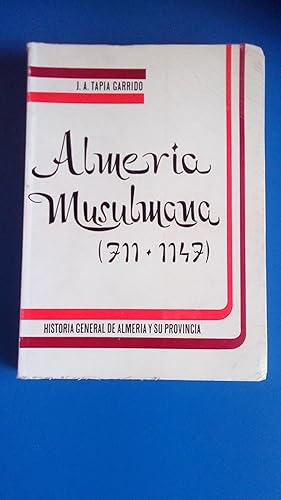 J. A. TAPIA GARRIDO
Almeria
Musulmana
(711 • 1147)
HISTORIA GENERAL DE ALMERIA Y SU PROVINCIA